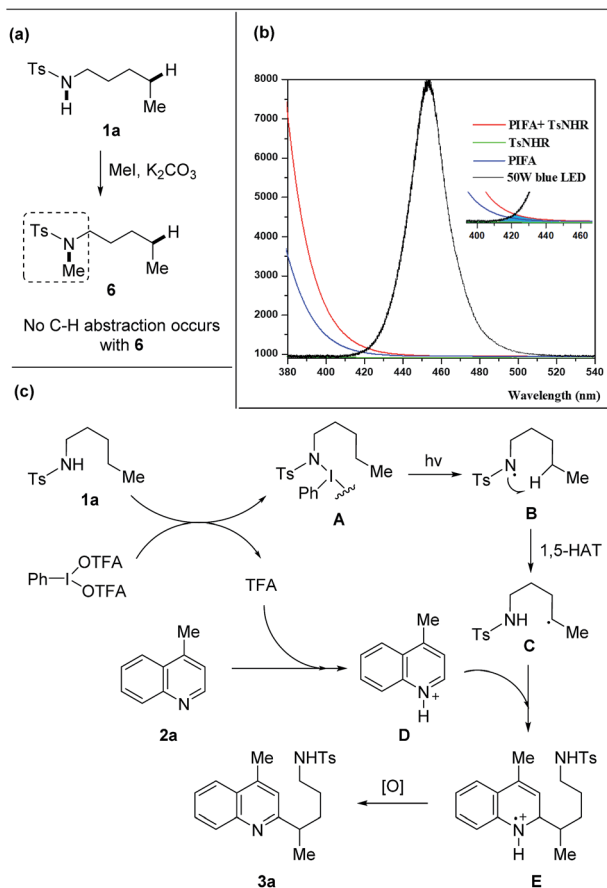 (a)
Ts
N
H
H
Me
1a
MeI, K2CO3
Ts
N
Me
H
Me
6
No C-H abstraction occurs
with 6
(b)
8000
7000
6000
5000
4000
3000
2000
1000
380 400 420 440 460 480 500 520 540
Wavelength (nm)
PIFA+ TsNHR
TsNHR
PIFA
50W blue LED
400 420 440 460
(c)
Ts
NH
Me
1a
Ph
I
OTFA
OTFA
Ts
N
Me
Ph
I
A
hν
Ts
N
H
Me
B
1,5-HAT
TFA
Ts
NH
Me
C
Me
N
2a
Me
N
+
H
D
Me
NHTs
N
H
Me
E
[O]
Me
NHTs
N
Me
3a